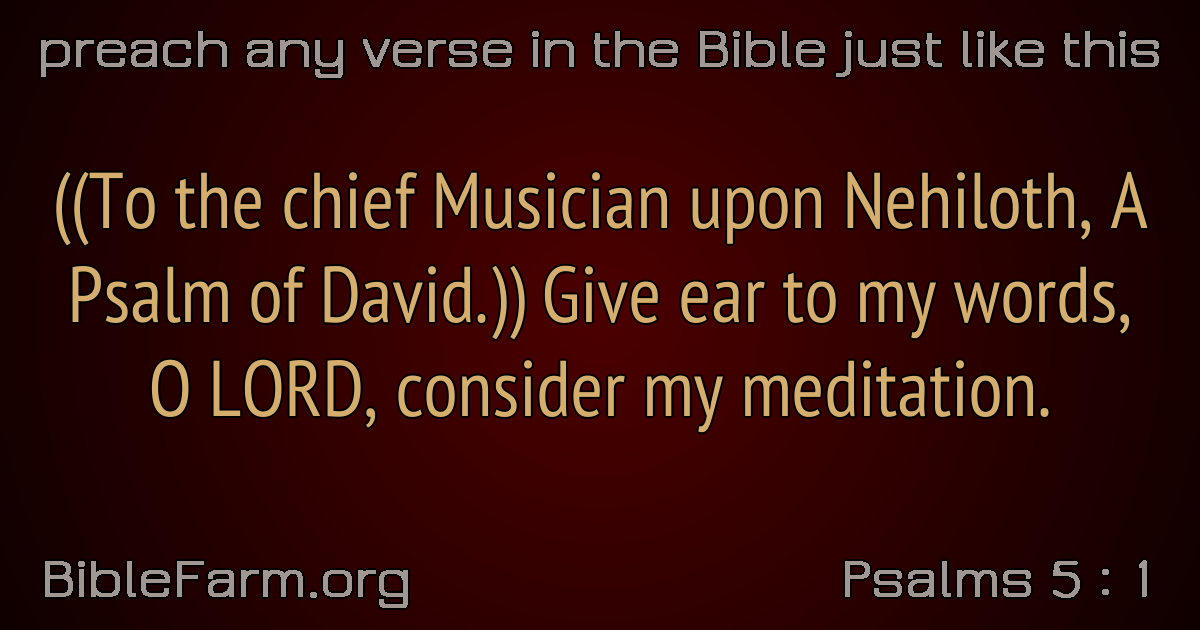 preach any verse in the Bible just like this
((To the chief Musician upon Nehiloth, A
Psalm of David.)) Give ear to my words,
O LORD, consider my meditation.
BibleFarm.org
Psalms 5 : 1